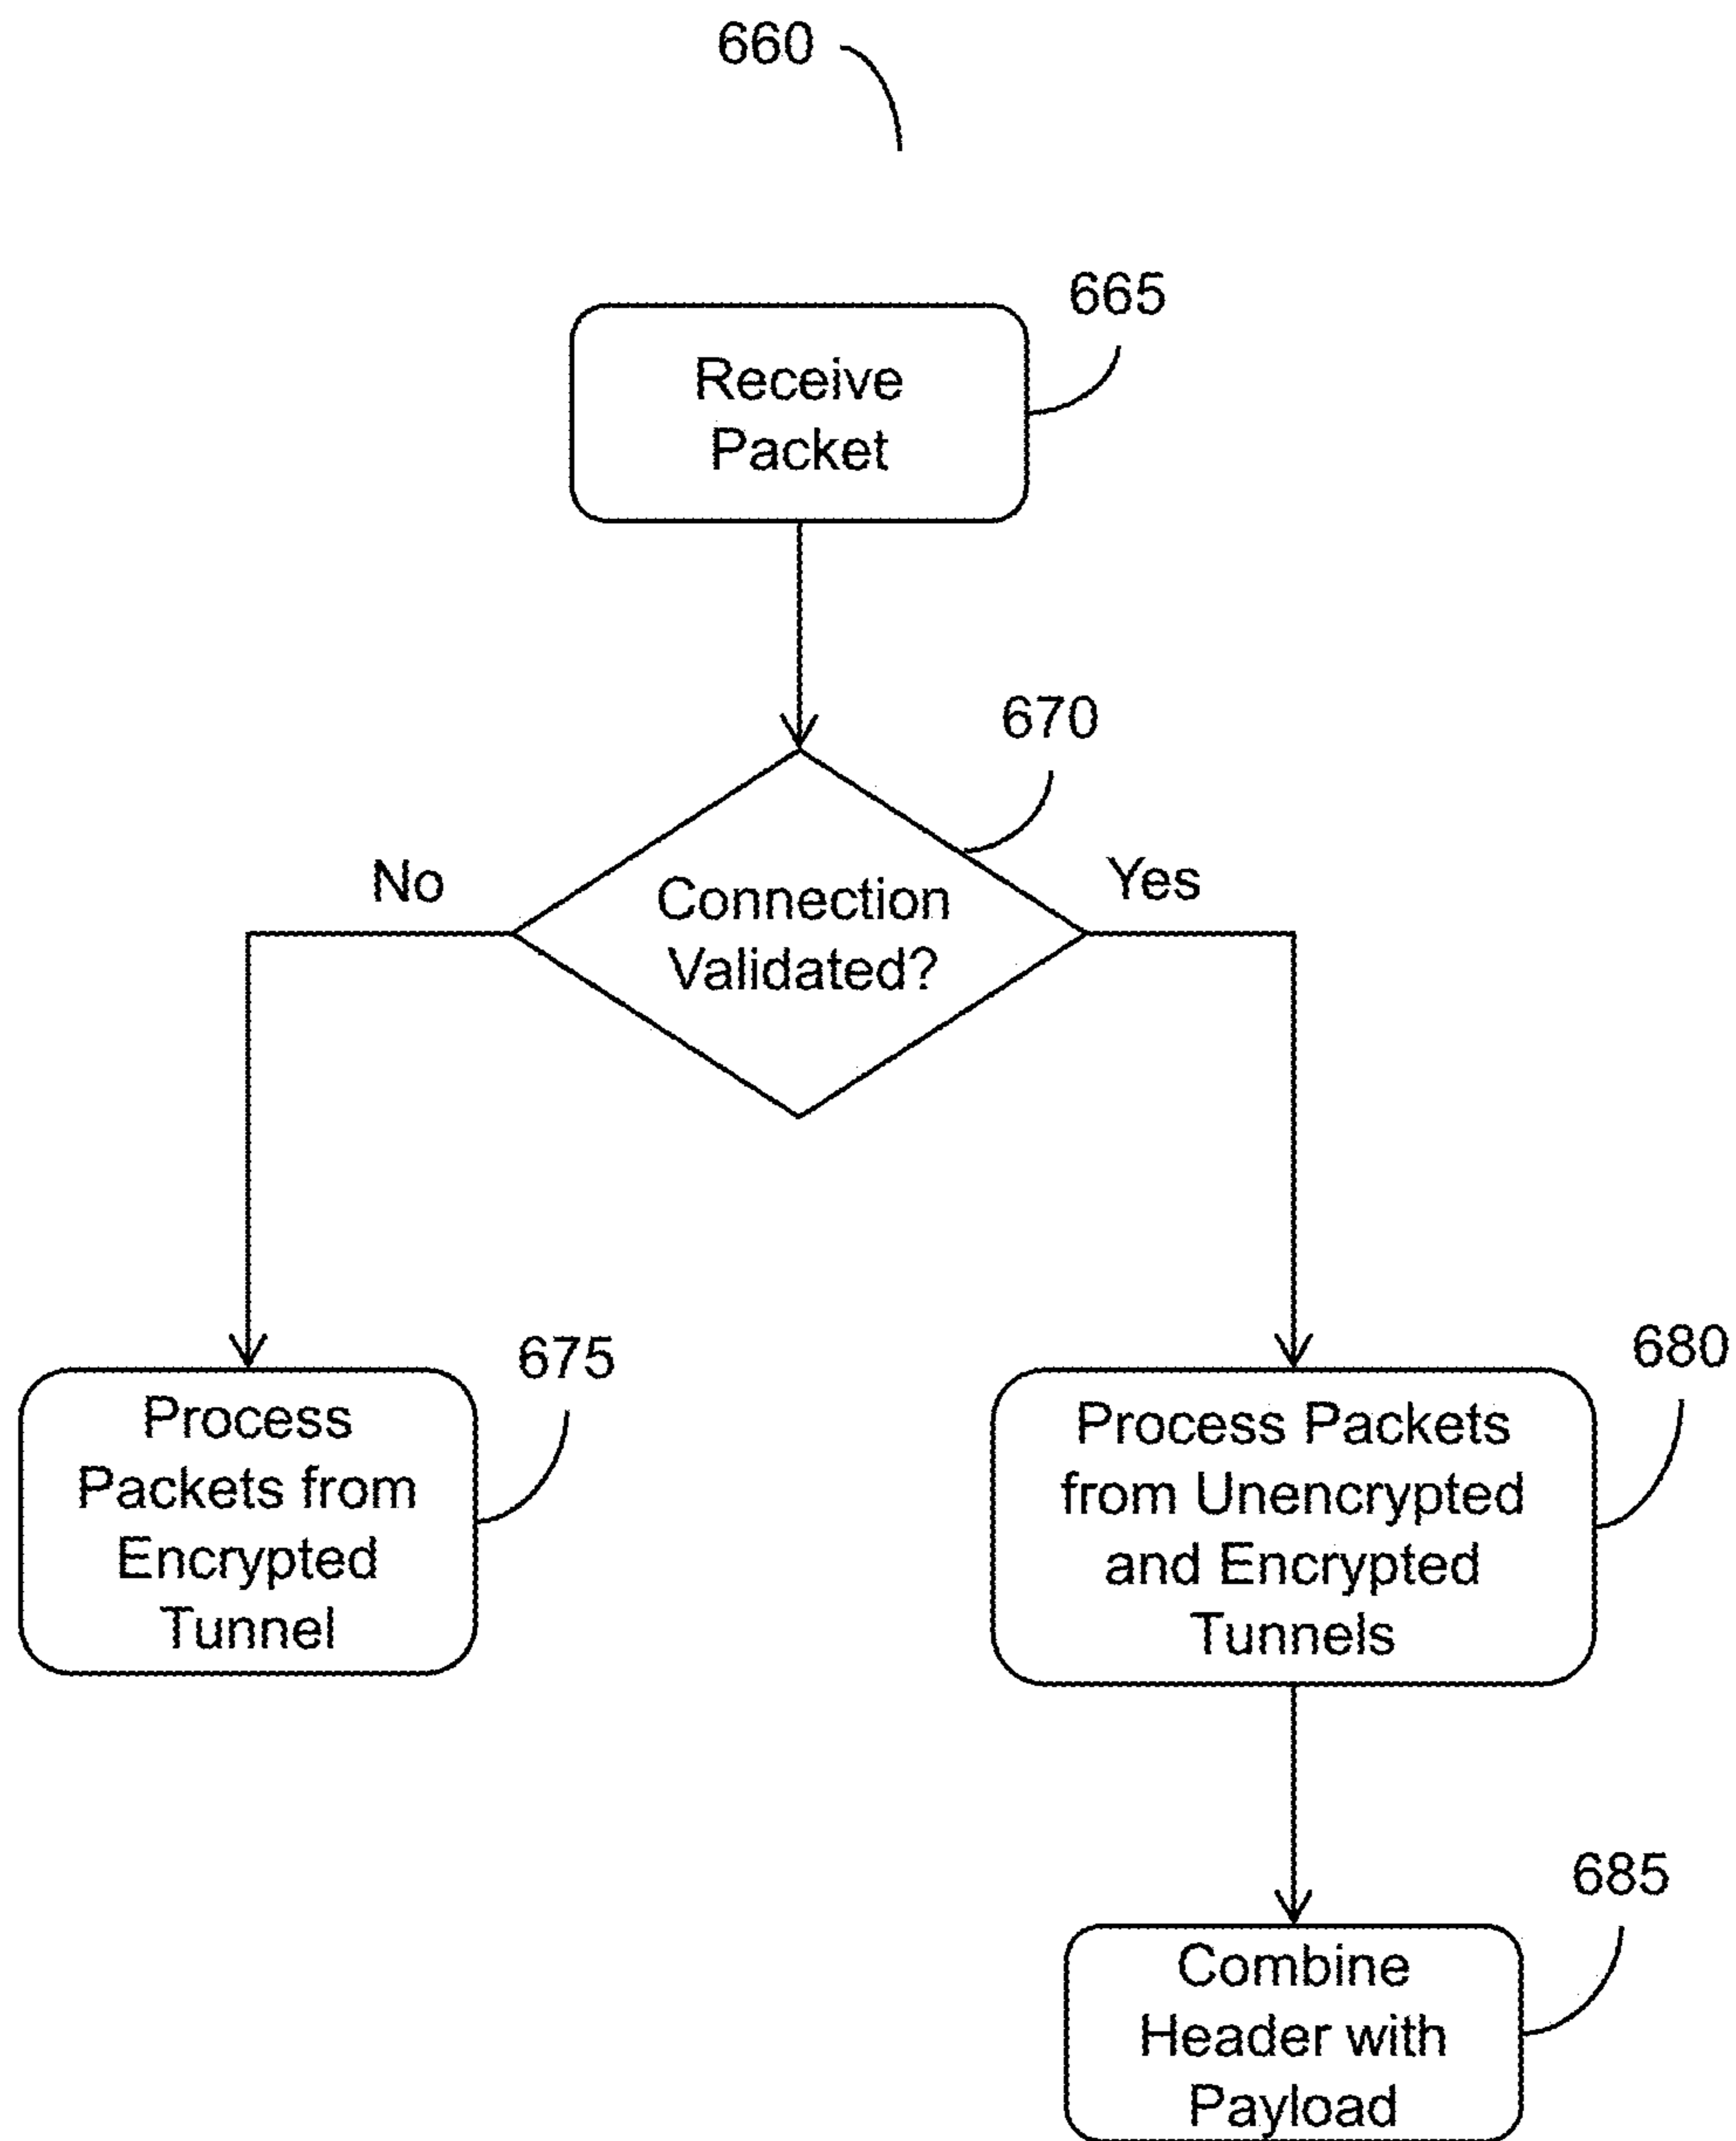 660
665
Receive
Packet
670
No
Yes
Connection
Validated?
675
680
Process
Packets from
Encrypted
Tunnel
Process Packets
from Unencrypted
and Encrypted
Tunnels
685
Combine
Header with
Payload